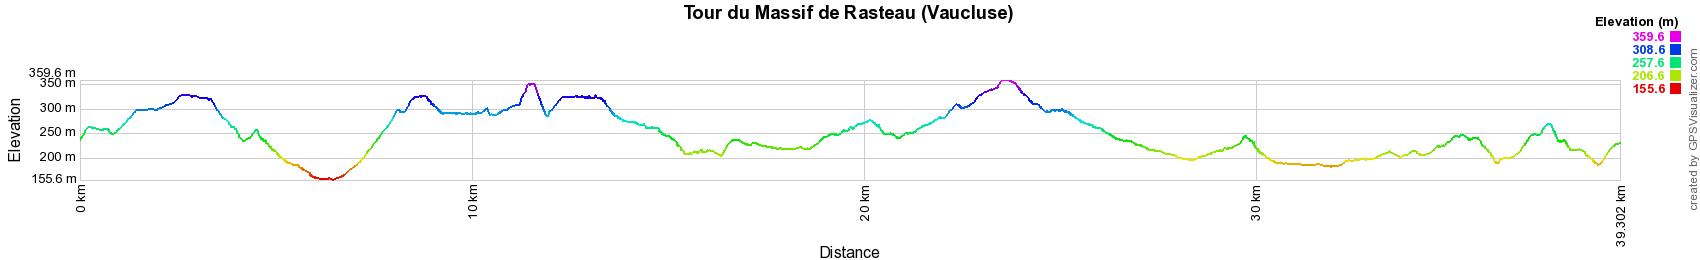 Tour du Massif de Rasteau (Vaucluse)
Elevation (m)
359.6
308.6
257.6
206.6
155.6
359.6 m
350 m
300 m
250 m
200 m
155.6 m
Elevation
0 km
10 km
20 km
30 km
39.302 km
Distance
created by GPSVisualizer.com